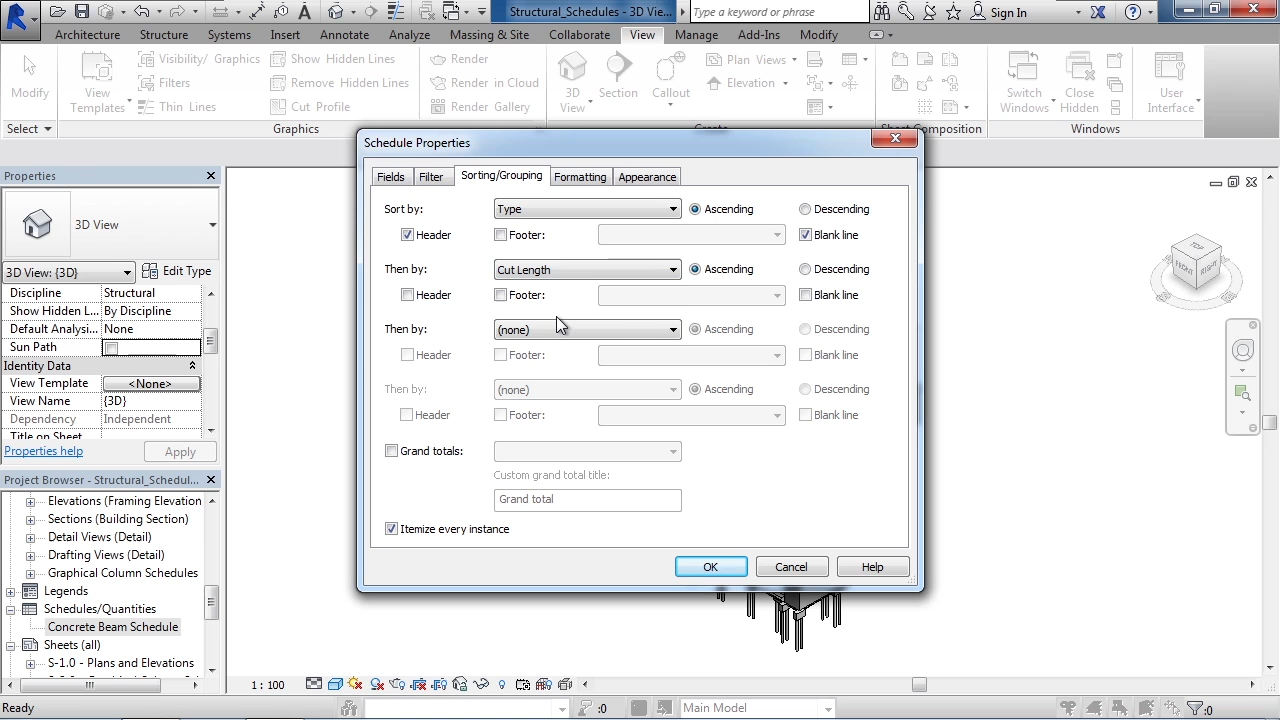 Structural_Schedules - 3D View...
Type a keyword or phrase
Sign In
Architecture Structure Systems Insert Annotate Analyze Massing & Site Collaborate View Manage Add-Ins Modify
Modify
View Templates
Visibility/ Graphics
Filters
Thin Lines
Show Hidden Lines
Remove Hidden Lines
Cut Profile
Render
Render in Cloud
Render Gallery
3D View
Section
Callout
Plan Views
Elevation
Switch Windows
Close Hidden
User Interface
Select
Graphics
Sheet Composition
Windows
Properties
3D View
3D View: {3D}
Edit Type
Discipline Structural
Show Hidden L... By Discipline
Default Analysi... None
Sun Path
Identity Data
View Template <None>
View Name {3D}
Dependency Independent
Title on Sheet
Properties help
Apply
Project Browser - Structural_Schedul...
Elevations (Framing Elevation
Sections (Building Section)
Detail Views (Detail)
Drafting Views (Detail)
Graphical Column Schedules
Legends
Schedules/Quantities
Concrete Beam Schedule
Sheets (all)
S-1.0 - Plans and Elevations
Schedule Properties
Fields Filter Sorting/Grouping Formatting Appearance
Sort by: Type Ascending Descending
Header Footer: Blank line
Then by: Cut Length Ascending Descending
Header Footer: Blank line
Then by: (none) Ascending Descending
Header Footer: Blank line
Then by: (none) Ascending Descending
Header Footer: Blank line
Grand totals:
Custom grand total title:
Grand total
Itemize every instance
OK Cancel Help
FRONT RIGHT
1 : 100
Ready
:0
Main Model
:0